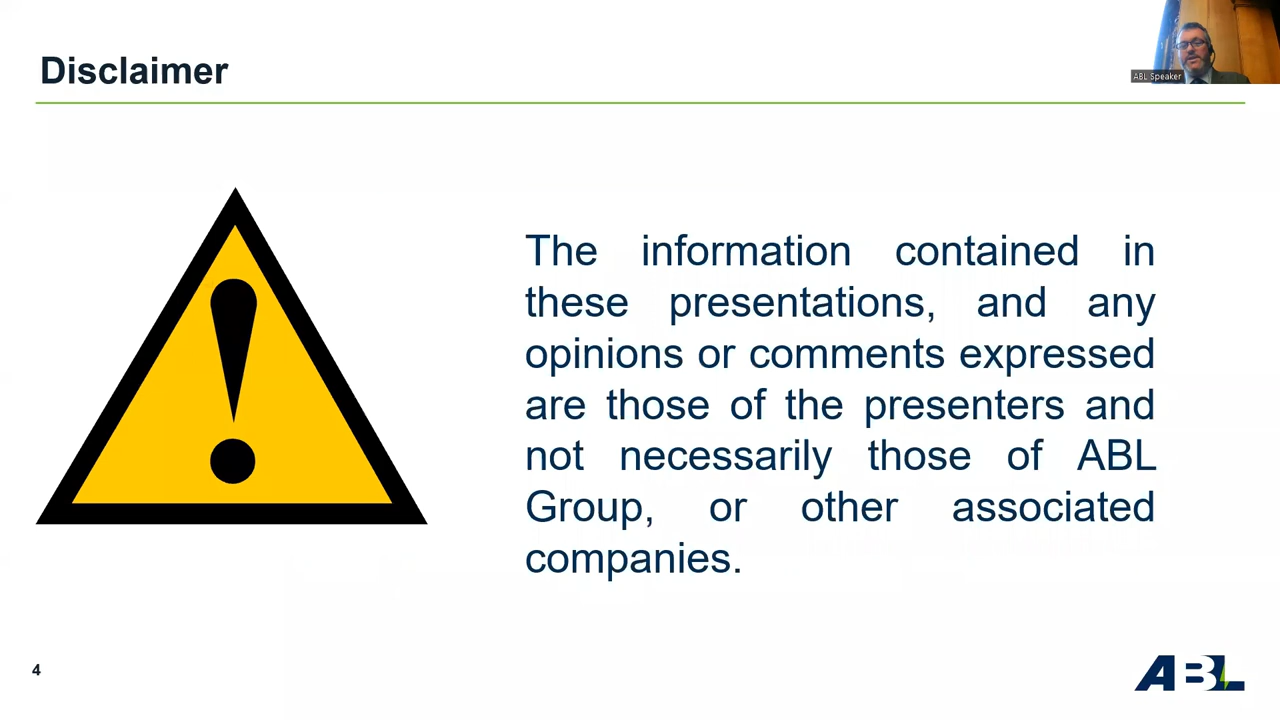 Disclaimer
ABL Speaker
The information contained in
these presentations, and any
opinions or comments expressed
are those of the presenters and
not necessarily those of ABL
Group, or other associated
companies.
4
ABL